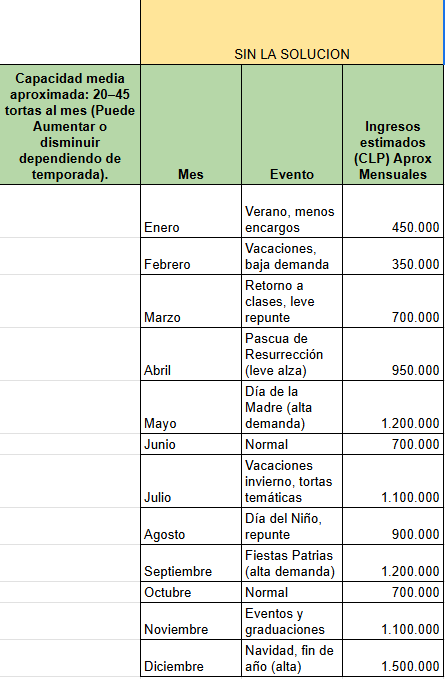 SIN LA SOLUCION
Capacidad media
aproximada: 20–45
tortas al mes (Puede
Aumentar o
disminuir
dependiendo de
temporada).
Mes
Evento
Ingresos
estimados
(CLP) Aprox
Mensuales
Enero
Verano, menos
encargos
450.000
Febrero
Vacaciones,
baja demanda
350.000
Marzo
Retorno a
clases, leve
repunte
700.000
Abril
Pascua de
Resurrección
(leve alza)
950.000
Mayo
Día de la
Madre (alta
demanda)
1.200.000
Junio
Normal
700.000
Julio
Vacaciones
invierno, tortas
temáticas
1.100.000
Agosto
Día del Niño,
repunte
900.000
Septiembre
Fiestas Patrias
(alta demanda)
1.200.000
Octubre
Normal
700.000
Noviembre
Eventos y
graduaciones
1.100.000
Diciembre
Navidad, fin de
año (alta)
1.500.000